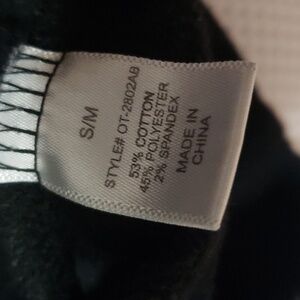 S/M
STYLE# OT-2802AB
53% COTTON
45% POLYESTER
2% SPANDEX
MADE IN
CHINA